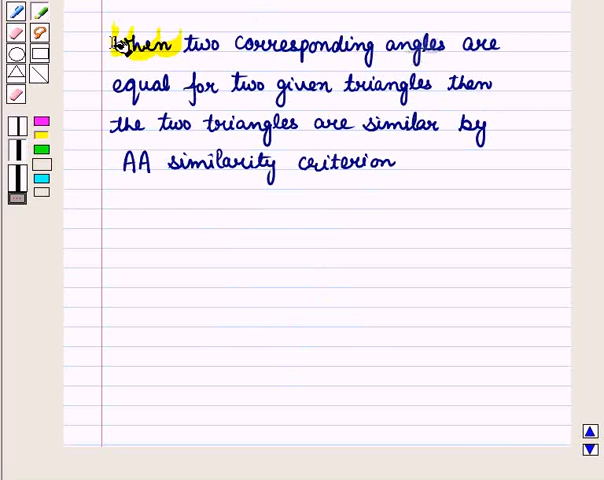 When two corresponding angles are
equal for two given triangles then
the two triangles are similar by
AA similarity criterion